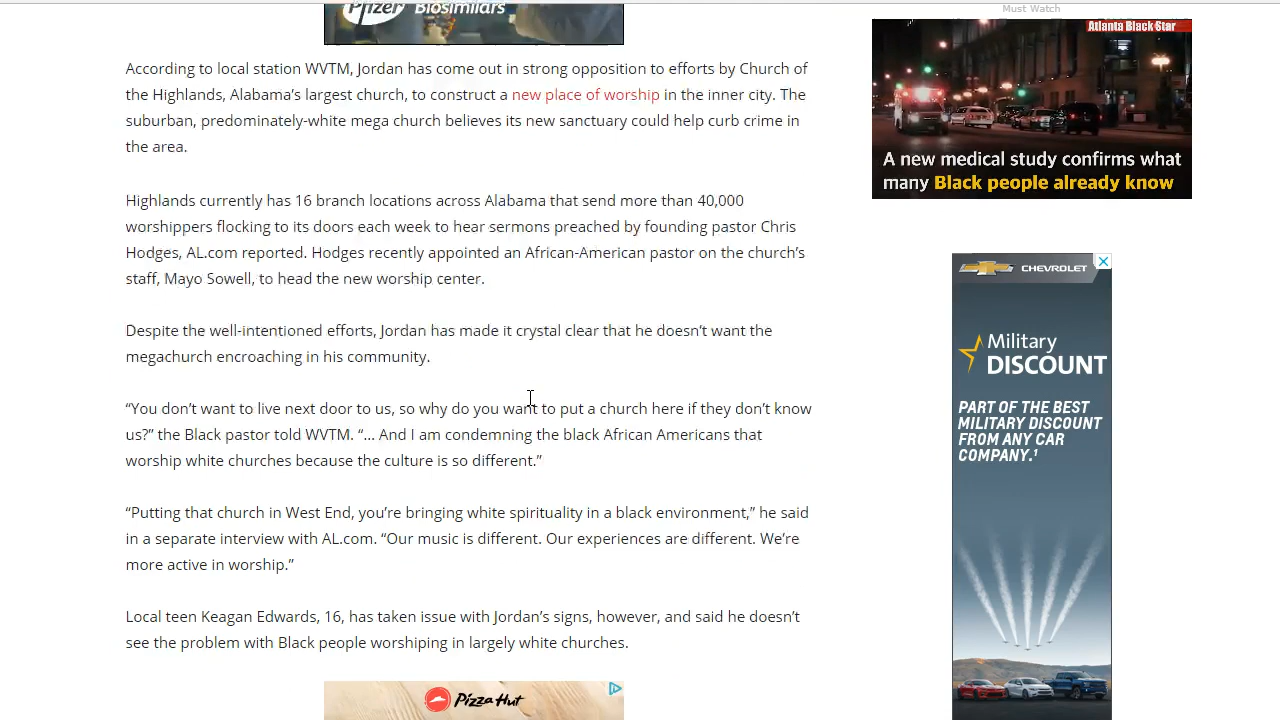 Must Watch
Pfizer Biosimilars
Atlanta Black Star
According to local station WVTM, Jordan has come out in strong opposition to efforts by Church of
the Highlands, Alabama’s largest church, to construct a new place of worship in the inner city. The
suburban, predominately-white mega church believes its new sanctuary could help curb crime in
the area.
A new medical study confirms what
many Black people already know
Highlands currently has 16 branch locations across Alabama that send more than 40,000
worshippers flocking to its doors each week to hear sermons preached by founding pastor Chris
Hodges, AL.com reported. Hodges recently appointed an African-American pastor on the church’s
staff, Mayo Sowell, to head the new worship center.
Despite the well-intentioned efforts, Jordan has made it crystal clear that he doesn’t want the
megachurch encroaching in his community.
“You don’t want to live next door to us, so why do you want to put a church here if they don’t know
us?” the Black pastor told WVTM. “… And I am condemning the black African Americans that
worship white churches because the culture is so different.”
“Putting that church in West End, you’re bringing white spirituality in a black environment,” he said
in a separate interview with AL.com. “Our music is different. Our experiences are different. We’re
more active in worship.”
Local teen Keagan Edwards, 16, has taken issue with Jordan’s signs, however, and said he doesn’t
see the problem with Black people worshiping in largely white churches.
CHEVROLET
Military
DISCOUNT
PART OF THE BEST
MILITARY DISCOUNT
FROM ANY CAR
COMPANY.¹
Pizza Hut